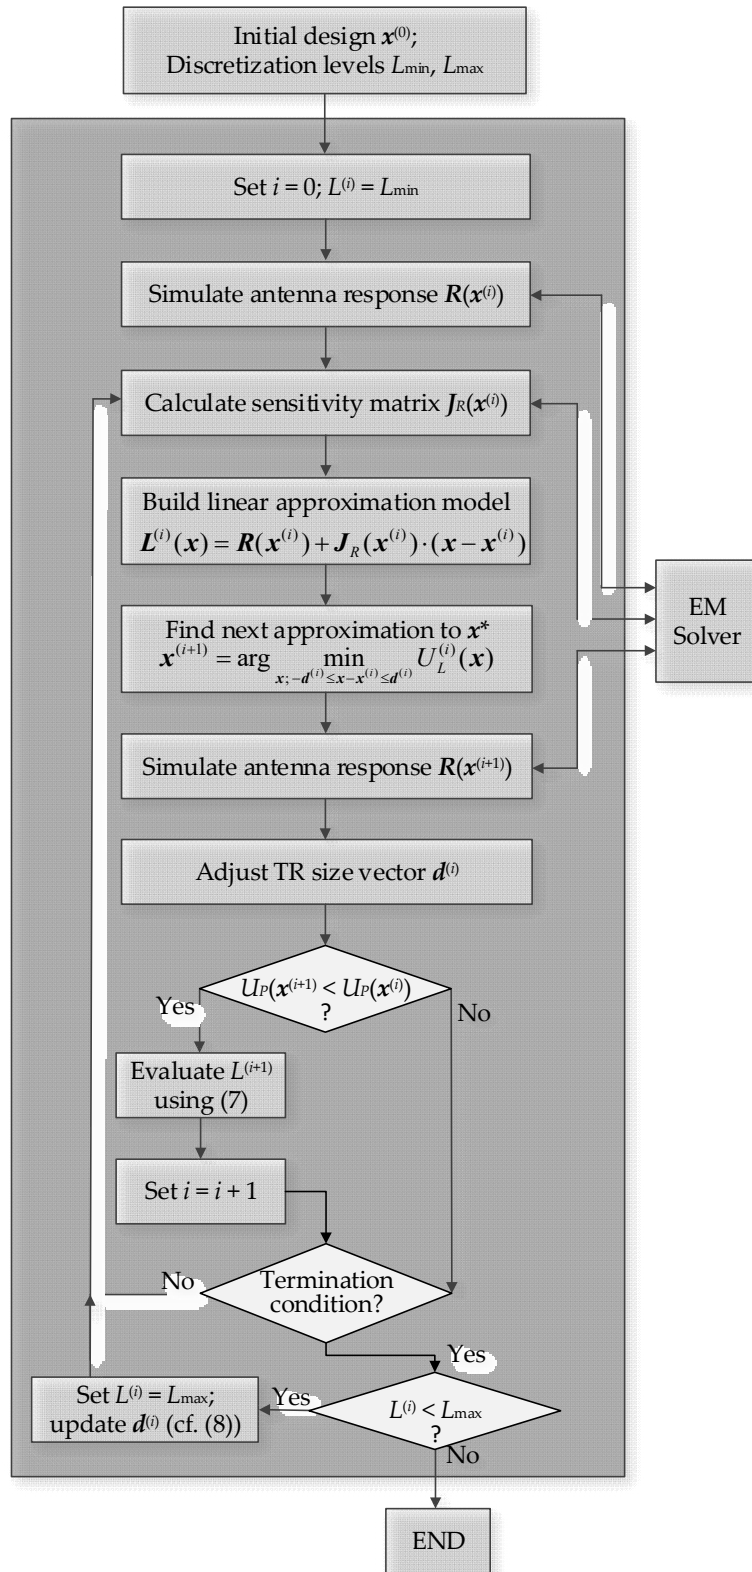 Initial design x⁽⁰⁾;
Discretization levels Lmin, Lmax
Set i = 0; L⁽ⁱ⁾ = Lmin
Simulate antenna response R(x⁽ⁱ⁾)
Calculate sensitivity matrix JR(x⁽ⁱ⁾)
Build linear approximation model
L⁽ⁱ⁾(x) = R(x⁽ⁱ⁾) + JR(x⁽ⁱ⁾)·(x − x⁽ⁱ⁾)
EM
Solver
Find next approximation to x*
x⁽ⁱ⁺¹⁾ = arg min U_L⁽ⁱ⁾(x)
x; −d⁽ⁱ⁾ ≤ x − x⁽ⁱ⁾ ≤ d⁽ⁱ⁾
Simulate antenna response R(x⁽ⁱ⁺¹⁾)
Adjust TR size vector d⁽ⁱ⁾
UP(x⁽ⁱ⁺¹⁾ < UP(x⁽ⁱ⁾)
?
Yes
No
Evaluate L⁽ⁱ⁺¹⁾
using (7)
Set i = i + 1
No
Termination
condition?
Yes
Set L⁽ⁱ⁾ = Lmax;
update d⁽ⁱ⁾ (cf. (8))
Yes
L⁽ⁱ⁾ < Lmax
?
No
END